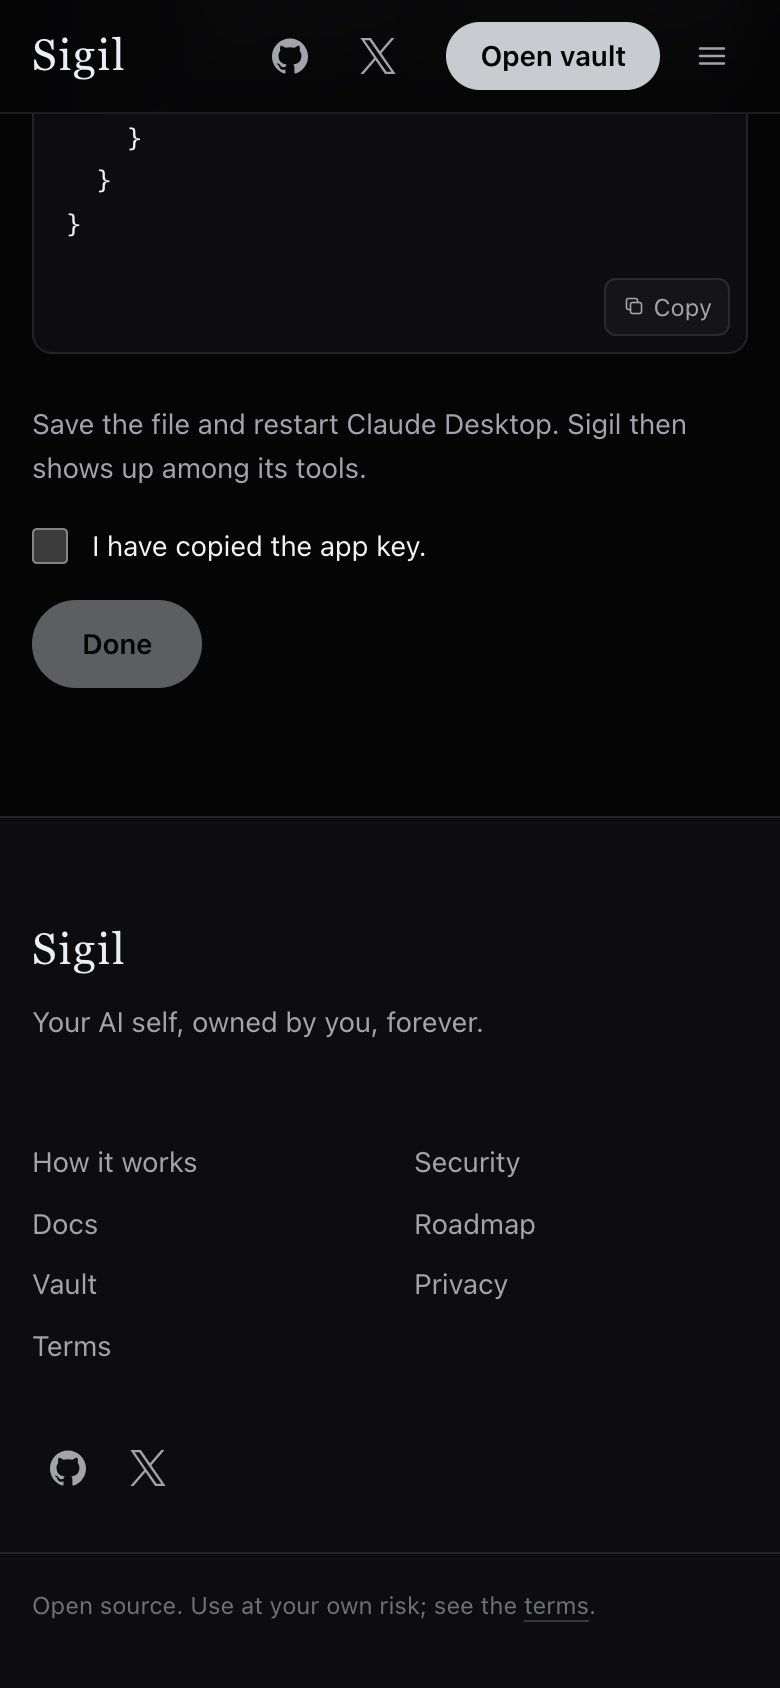 Sigil
Open vault
}
}
}
Copy
Save the file and restart Claude Desktop. Sigil then
shows up among its tools.
I have copied the app key.
Done
Sigil
Your AI self, owned by you, forever.
How it works
Security
Docs
Roadmap
Vault
Privacy
Terms
Open source. Use at your own risk; see the terms.